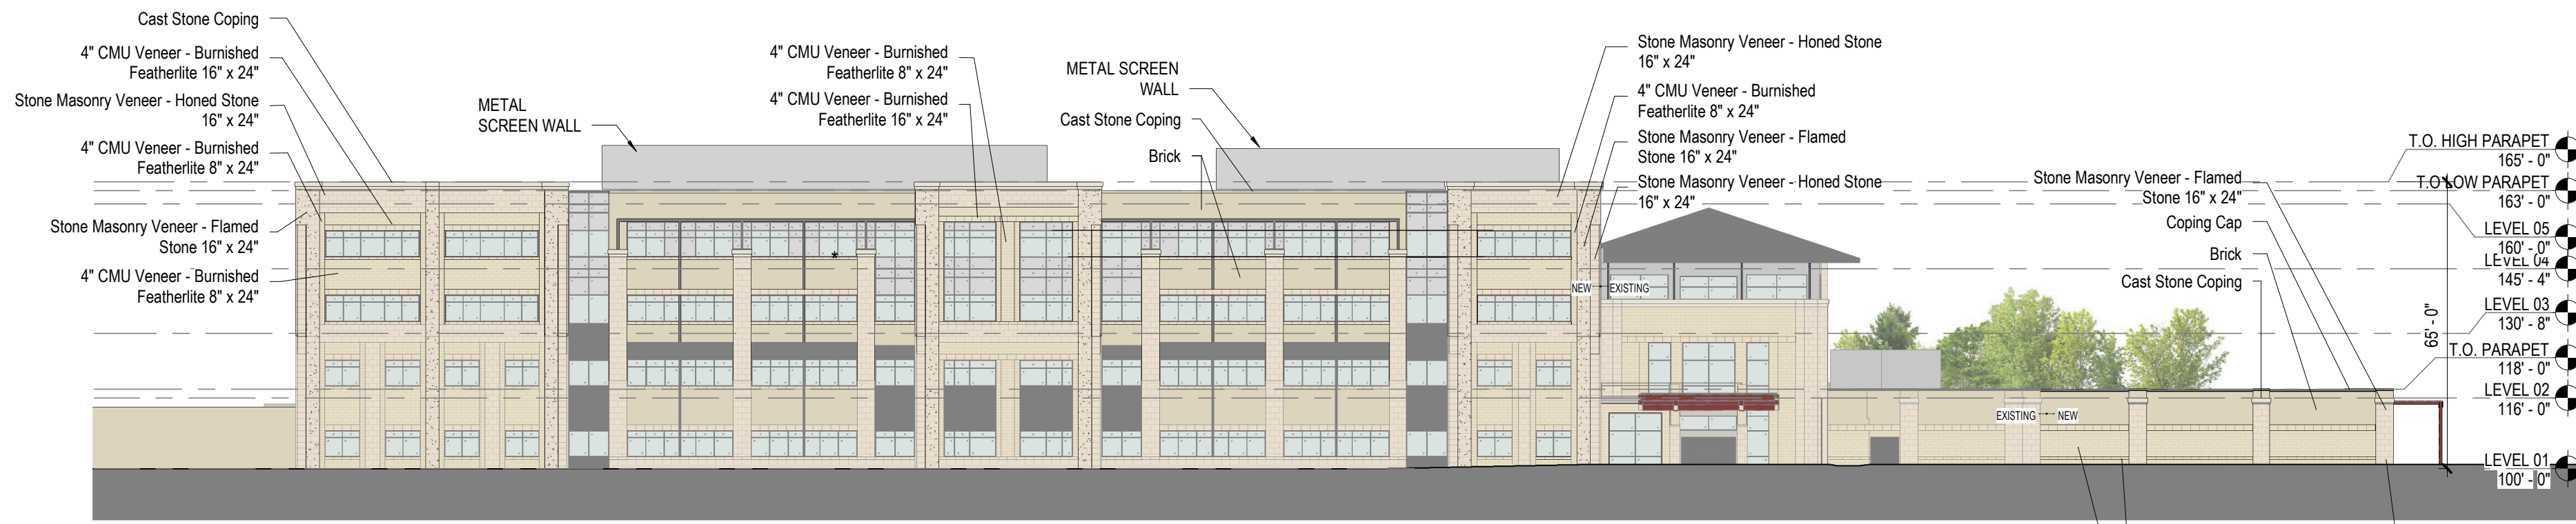 Cast Stone Coping
4" CMU Veneer - Burnished
Featherlite 16" x 24"
Stone Masonry Veneer - Honed Stone
16" x 24"
4" CMU Veneer - Burnished
Featherlite 8" x 24"
Stone Masonry Veneer - Flamed
Stone 16" x 24"
4" CMU Veneer - Burnished
Featherlite 8" x 24"
METAL
SCREEN WALL
4" CMU Veneer - Burnished
Featherlite 8" x 24"
4" CMU Veneer - Burnished
Featherlite 16" x 24"
METAL SCREEN
WALL
Cast Stone Coping
Brick
*
Stone Masonry Veneer - Honed Stone
16" x 24"
4" CMU Veneer - Burnished
Featherlite 8" x 24"
Stone Masonry Veneer - Flamed
Stone 16" x 24"
Stone Masonry Veneer - Honed Stone
16" x 24"
NEW EXISTING
Stone Masonry Veneer - Flamed
Stone 16" x 24"
Coping Cap
Brick
Cast Stone Coping
EXISTING NEW
65' - 0"
T.O. HIGH PARAPET
165' - 0"
T.O LOW PARAPET
163' - 0"
LEVEL 05
160' - 0"
LEVEL 04
145' - 4"
LEVEL 03
130' - 8"
T.O. PARAPET
118' - 0"
LEVEL 02
116' - 0"
LEVEL 01
100' - 0"